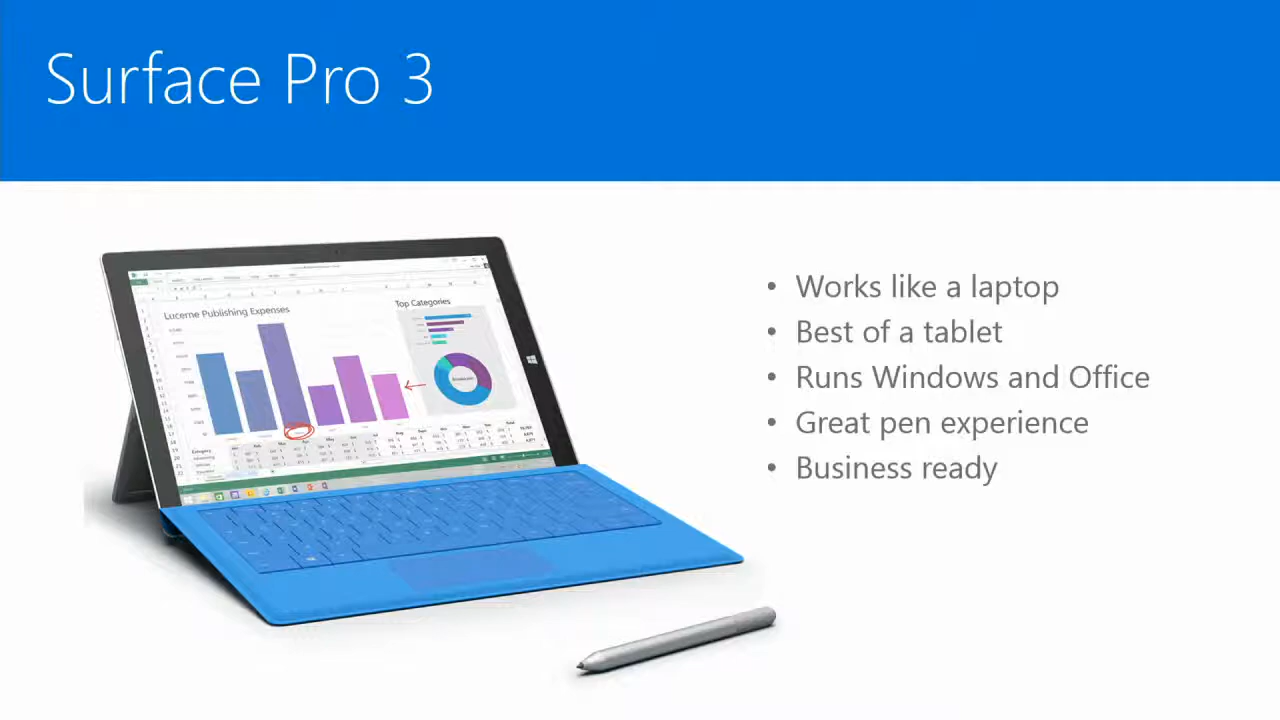 Surface Pro 3
Lucerne Publishing Expenses
Top Categories
• Works like a laptop
• Best of a tablet
• Runs Windows and Office
• Great pen experience
• Business ready